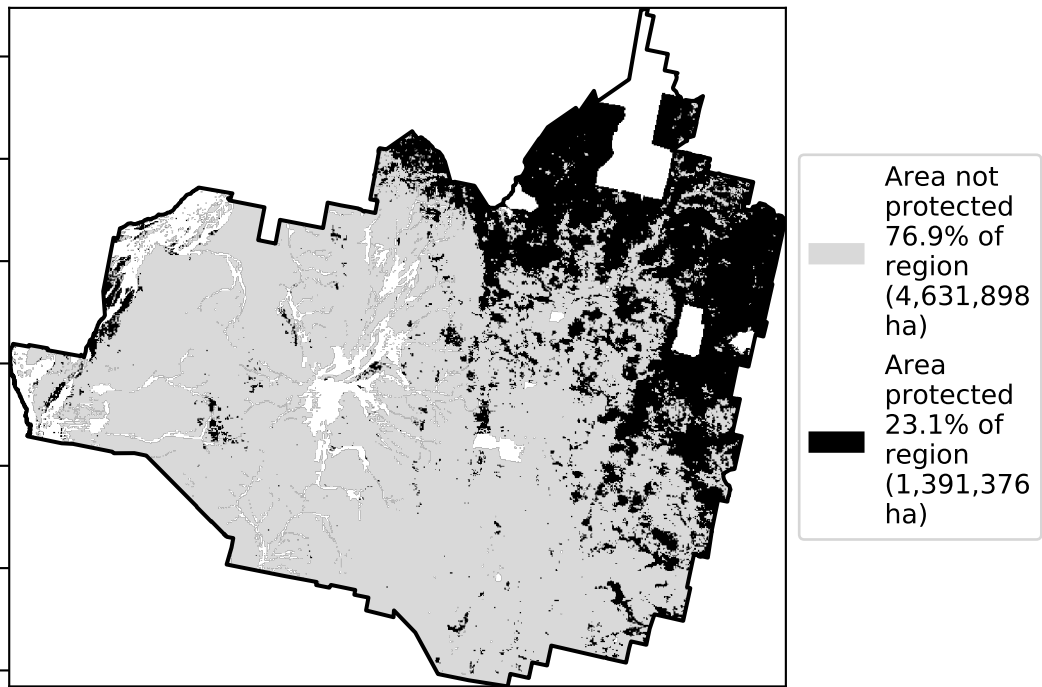 Area not
protected
76.9% of
region
(4,631,898
ha)
Area
protected
23.1% of
region
(1,391,376
ha)